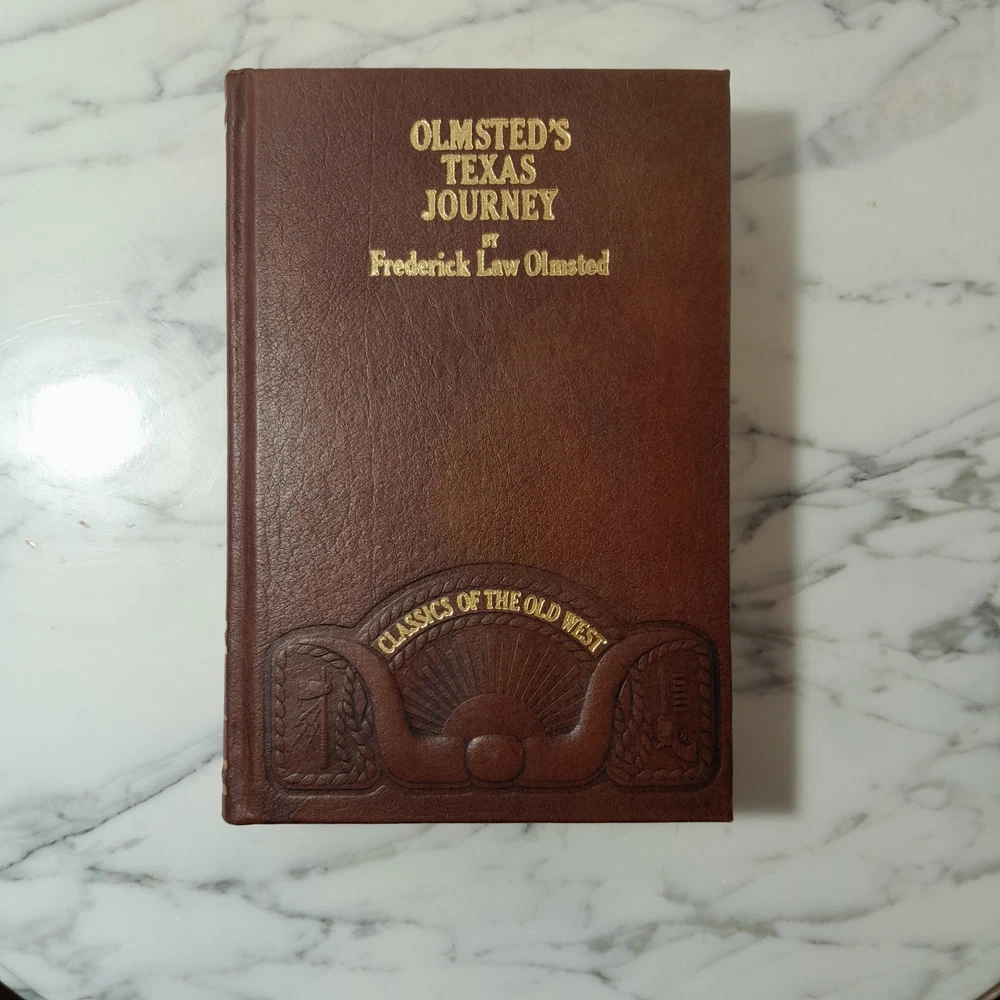 OLMSTED'S
TEXAS
JOURNEY
BY
Frederick Law Olmsted
CLASSICS OF THE OLD WEST